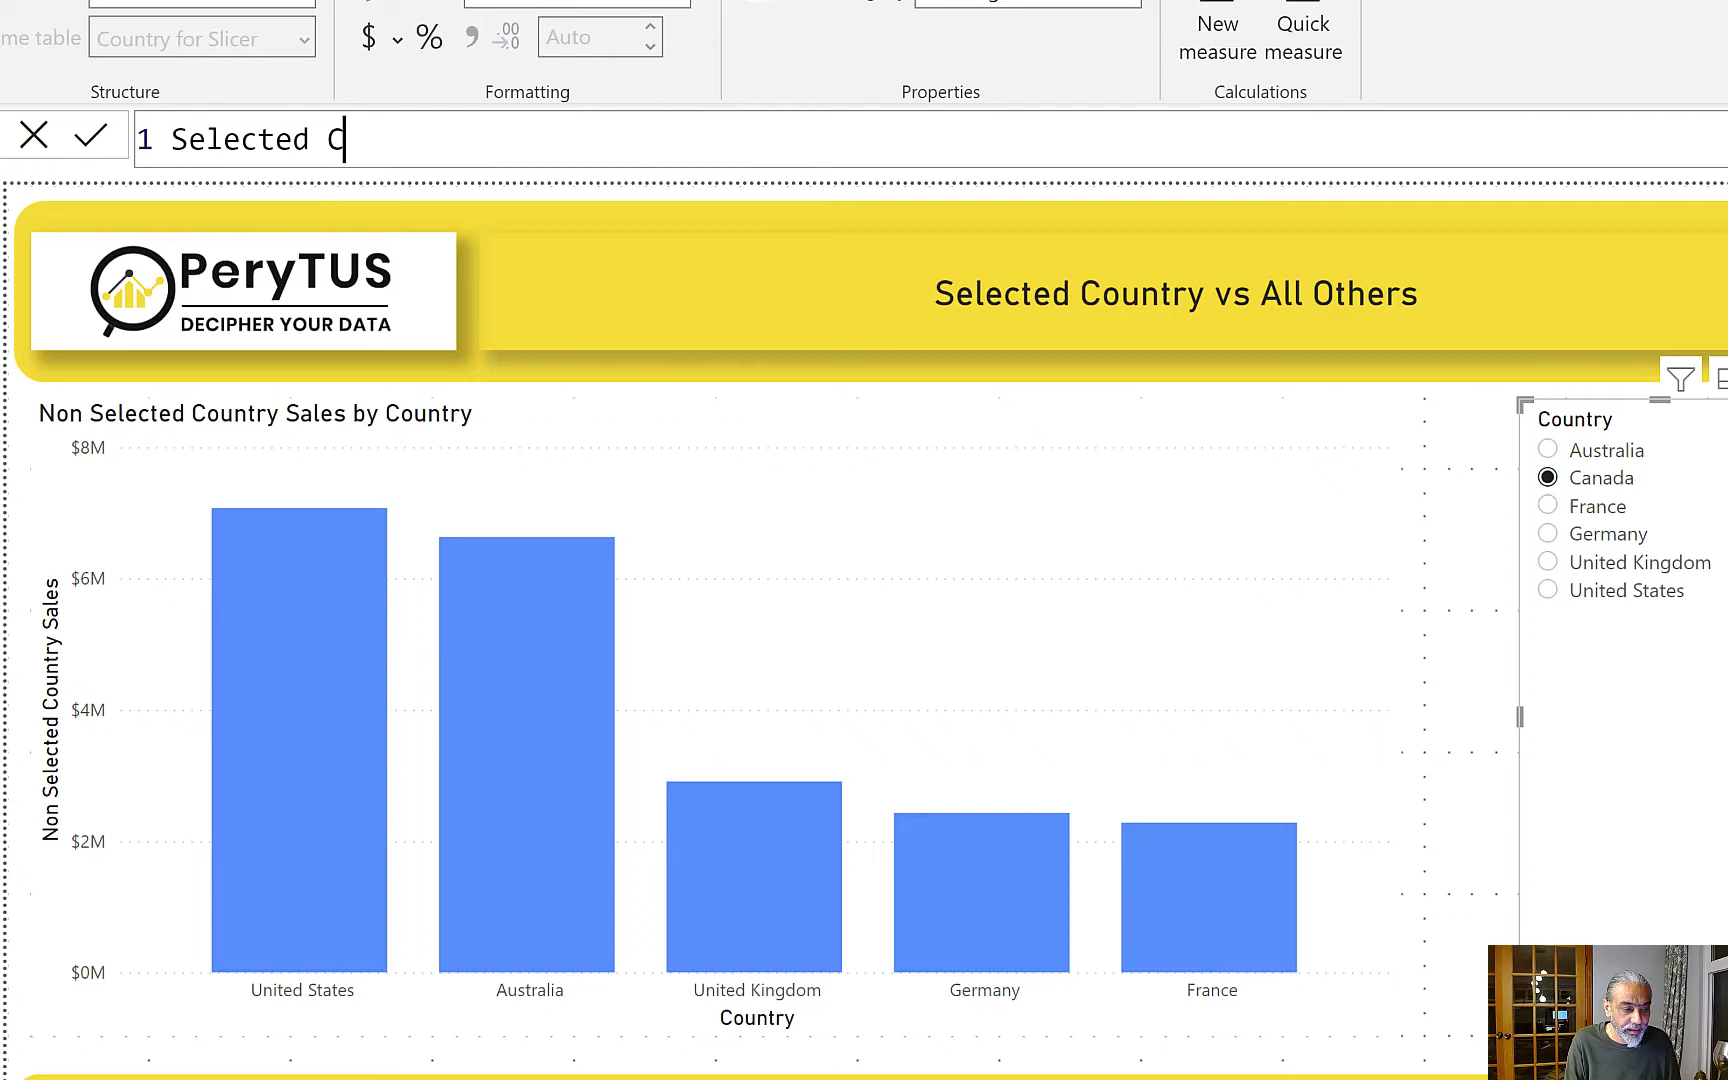 me table
Country for Slicer
$ %
.00
→0
Auto
New measure
Quick measure
Structure
Formatting
Properties
Calculations
1 Selected C
PeryTUS
DECIPHER YOUR DATA
Selected Country vs All Others
Non Selected Country Sales by Country
$8M
$6M
$4M
$2M
$0M
Non Selected Country Sales
United States
Australia
United Kingdom
Germany
France
Country
Country
Australia
Canada
France
Germany
United Kingdom
United States